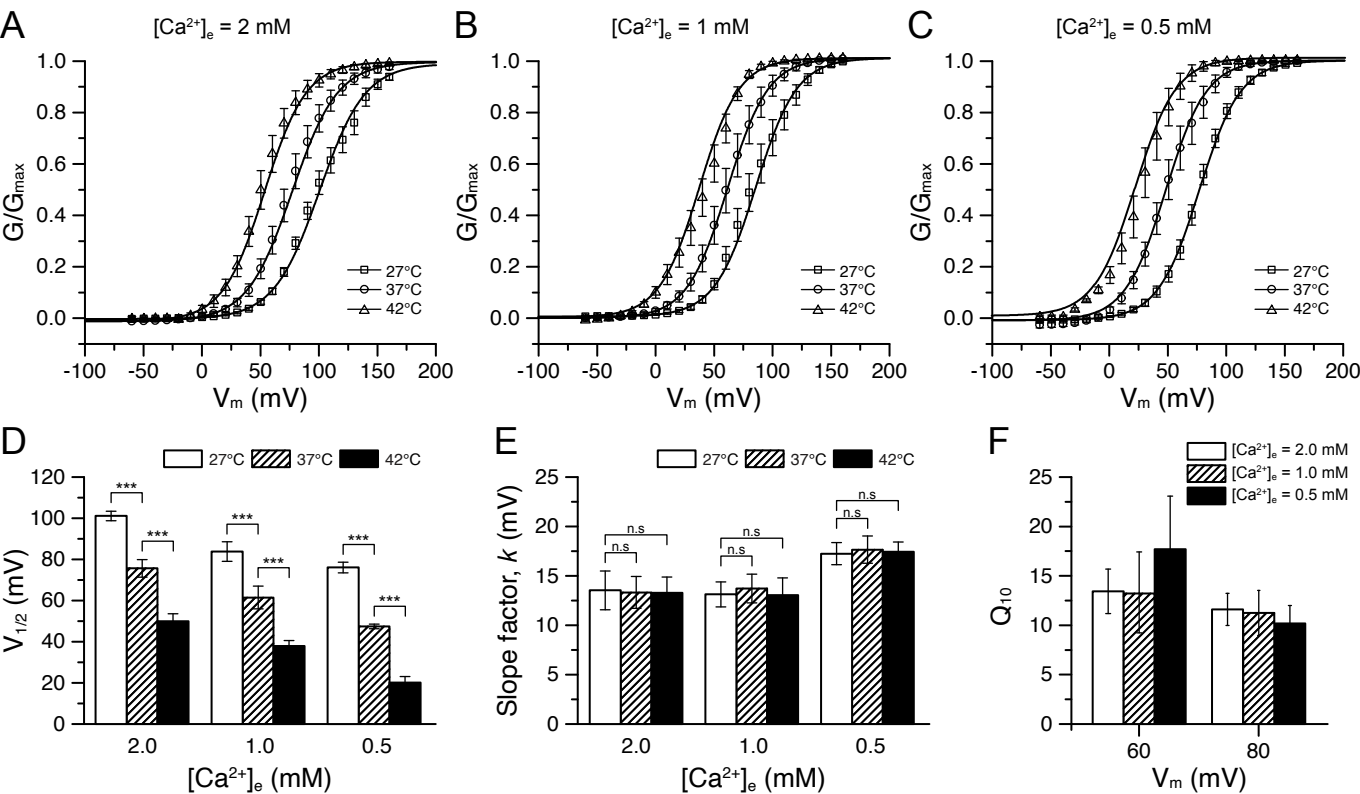 A
[Ca²⁺]ₑ = 2 mM
G/Gmax
1.0
0.8
0.6
0.4
0.2
0.0
27°C
37°C
42°C
-100 -50 0 50 100 150 200
Vₘ (mV)
B
[Ca²⁺]ₑ = 1 mM
G/Gmax
1.0
0.8
0.6
0.4
0.2
0.0
27°C
37°C
42°C
-100 -50 0 50 100 150 200
Vₘ (mV)
C
[Ca²⁺]ₑ = 0.5 mM
G/Gmax
1.0
0.8
0.6
0.4
0.2
0.0
27°C
37°C
42°C
-100 -50 0 50 100 150 200
Vₘ (mV)
D
27°C 37°C 42°C
V1/2 (mV)
120
100
80
60
40
20
0
*** *** *** *** *** ***
2.0 1.0 0.5
[Ca²⁺]ₑ (mM)
E
27°C 37°C 42°C
Slope factor, k (mV)
25
20
15
10
5
0
n.s n.s n.s n.s n.s n.s
2.0 1.0 0.5
[Ca²⁺]ₑ (mM)
F
[Ca²⁺]ₑ = 2.0 mM
[Ca²⁺]ₑ = 1.0 mM
[Ca²⁺]ₑ = 0.5 mM
Q₁₀
25
20
15
10
5
0
60 80
Vₘ (mV)